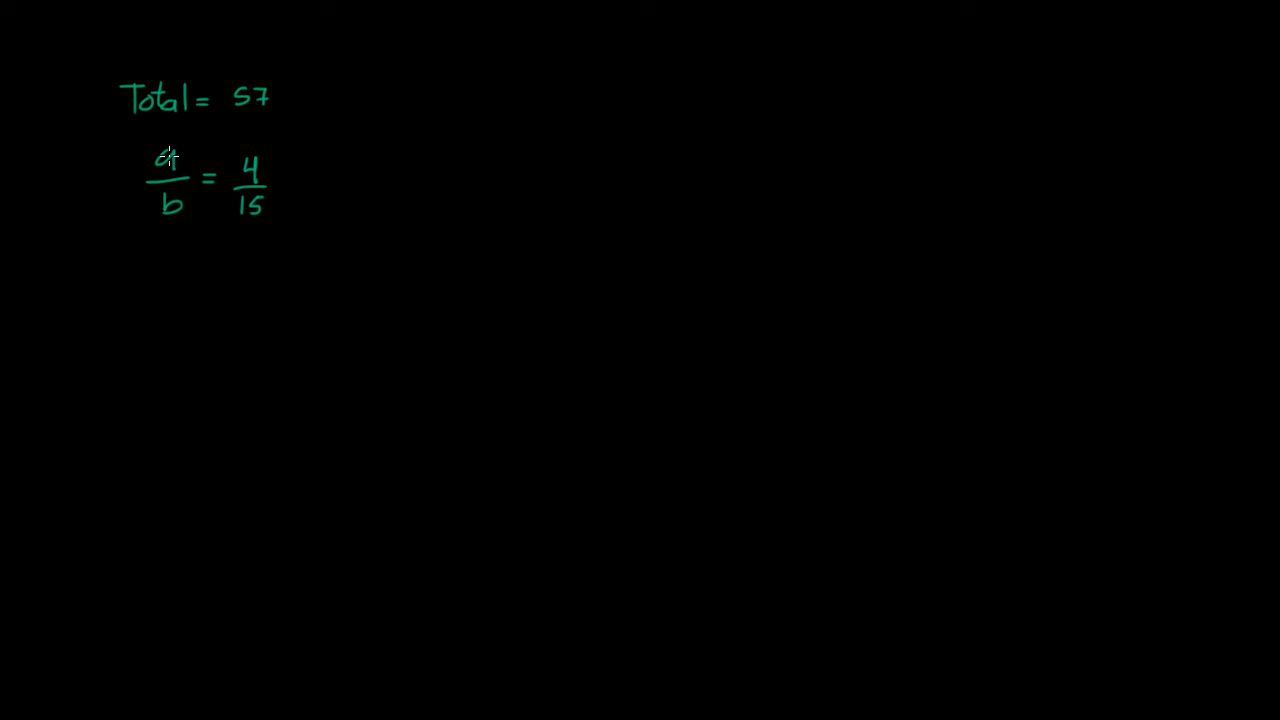 Total = 57
a/b = 4/15